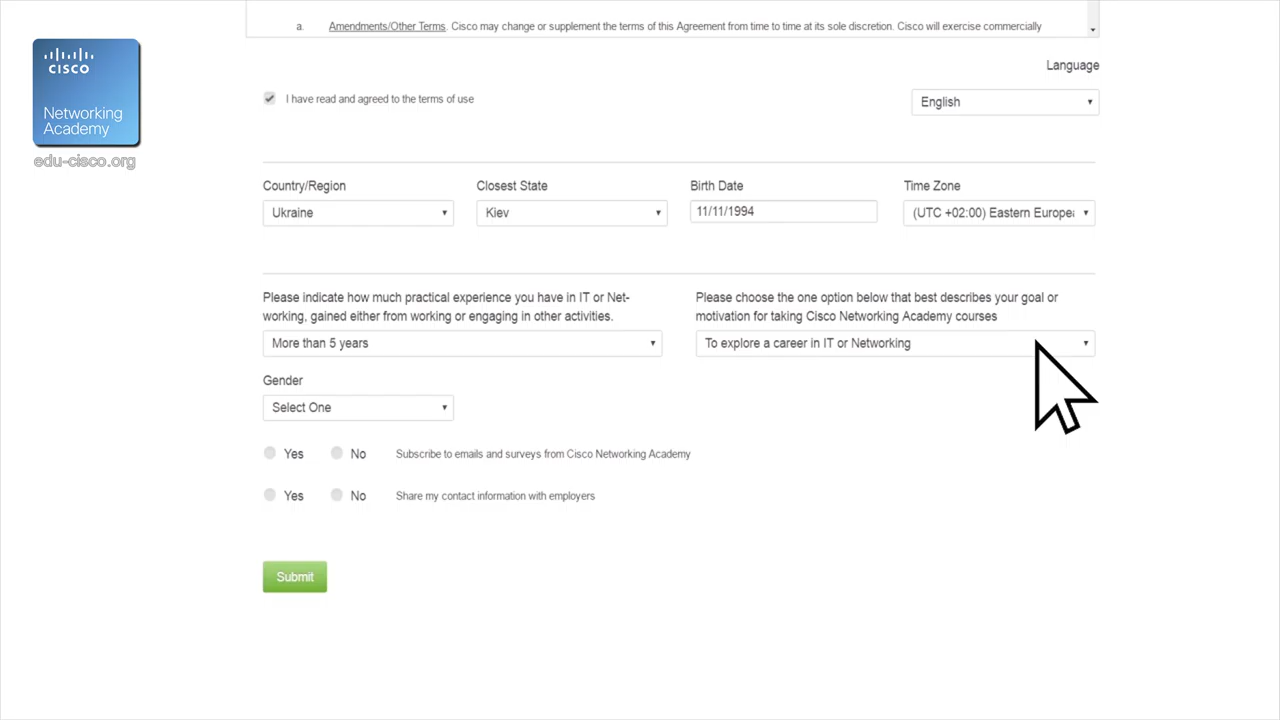 a. Amendments/Other Terms. Cisco may change or supplement the terms of this Agreement from time to time at its sole discretion. Cisco will exercise commercially
CISCO
Networking
Academy
edu-cisco.org
Language
I have read and agreed to the terms of use
English
Country/Region
Closest State
Birth Date
Time Zone
Ukraine
Kiev
11/11/1994
(UTC +02:00) Eastern Europea
Please indicate how much practical experience you have in IT or Net-
working, gained either from working or engaging in other activities.
More than 5 years
Please choose the one option below that best describes your goal or
motivation for taking Cisco Networking Academy courses
To explore a career in IT or Networking
Gender
Select One
Yes No Subscribe to emails and surveys from Cisco Networking Academy
Yes No Share my contact information with employers
Submit